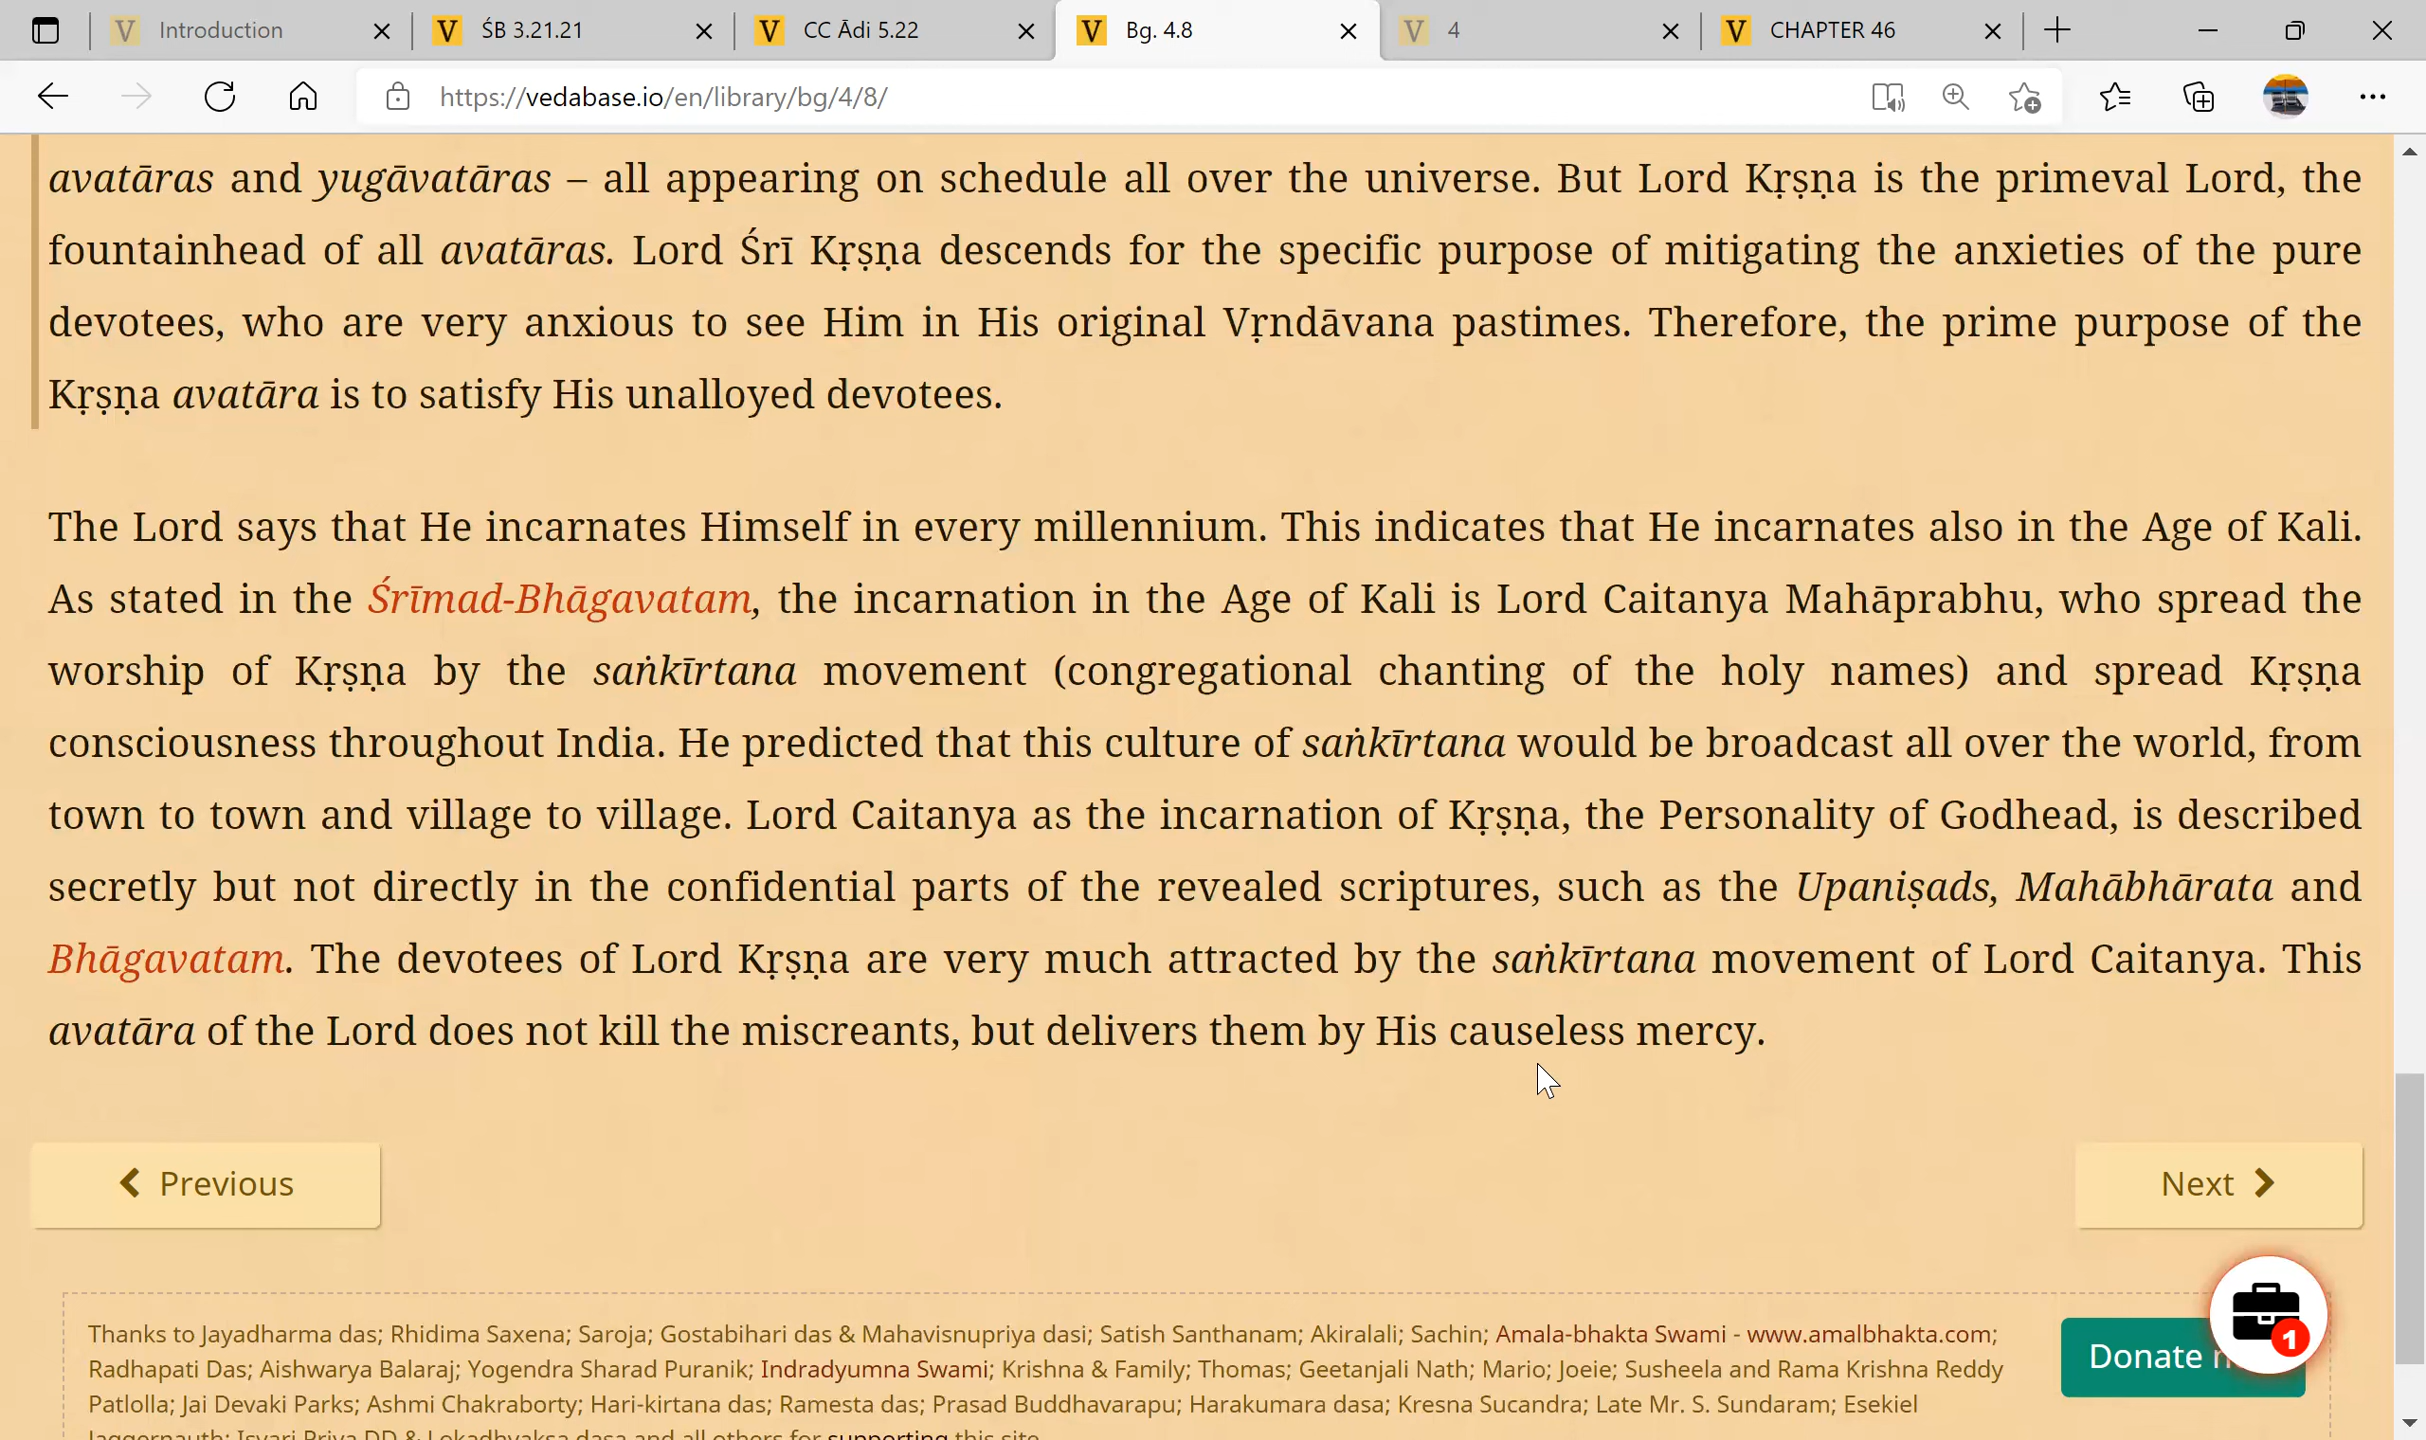 Introduction
ŚB 3.21.21
CC Ādi 5.22
Bg. 4.8
4
CHAPTER 46
https://vedabase.io/en/library/bg/4/8/
avatāras and yugāvatāras – all appearing on schedule all over the universe. But Lord Kṛṣṇa is the primeval Lord, the
fountainhead of all avatāras. Lord Śrī Kṛṣṇa descends for the specific purpose of mitigating the anxieties of the pure
devotees, who are very anxious to see Him in His original Vṛndāvana pastimes. Therefore, the prime purpose of the
Kṛṣṇa avatāra is to satisfy His unalloyed devotees.
The Lord says that He incarnates Himself in every millennium. This indicates that He incarnates also in the Age of Kali.
As stated in the Śrīmad-Bhāgavatam, the incarnation in the Age of Kali is Lord Caitanya Mahāprabhu, who spread the
worship of Kṛṣṇa by the saṅkīrtana movement (congregational chanting of the holy names) and spread Kṛṣṇa
consciousness throughout India. He predicted that this culture of saṅkīrtana would be broadcast all over the world, from
town to town and village to village. Lord Caitanya as the incarnation of Kṛṣṇa, the Personality of Godhead, is described
secretly but not directly in the confidential parts of the revealed scriptures, such as the Upaniṣads, Mahābhārata and
Bhāgavatam. The devotees of Lord Kṛṣṇa are very much attracted by the saṅkīrtana movement of Lord Caitanya. This
avatāra of the Lord does not kill the miscreants, but delivers them by His causeless mercy.
Previous
Next
Thanks to Jayadharma das; Rhidima Saxena; Saroja; Gostabihari das & Mahavisnupriya dasi; Satish Santhanam; Akiralali; Sachin; Amala-bhakta Swami - www.amalbhakta.com;
Radhapati Das; Aishwarya Balaraj; Yogendra Sharad Puranik; Indradyumna Swami; Krishna & Family; Thomas; Geetanjali Nath; Mario; Joeie; Susheela and Rama Krishna Reddy
Patlolla; Jai Devaki Parks; Ashmi Chakraborty; Hari-kirtana das; Ramesta das; Prasad Buddhavarapu; Harakumara dasa; Kresna Sucandra; Late Mr. S. Sundaram; Esekiel
Jaggernauth; Isvari Priya DD & Lokadhyaksa dasa and all others for supporting this site
Donate
1